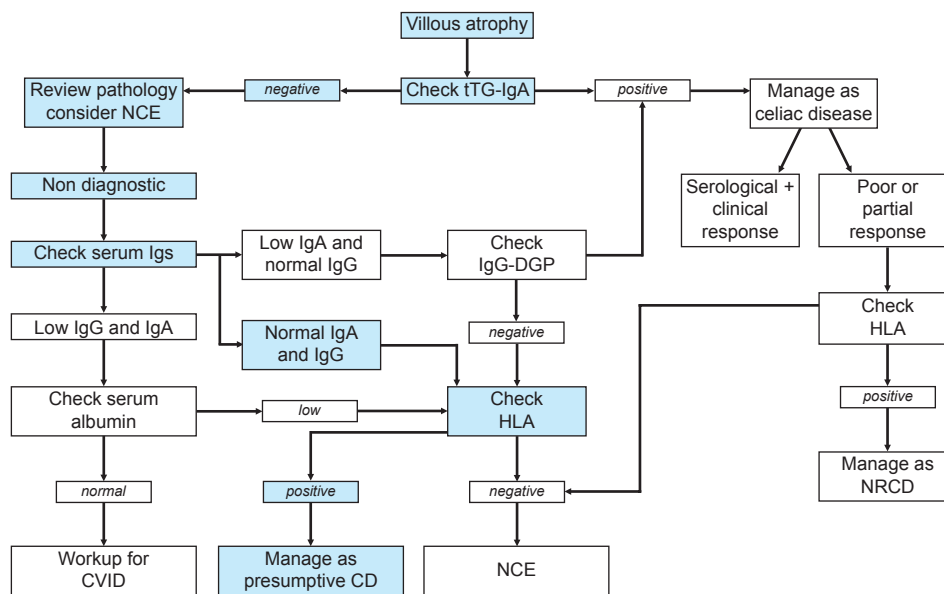 Villous atrophy
Review pathology
consider NCE
negative
Check tTG-IgA
positive
Manage as
celiac disease
Non diagnostic
Serological +
clinical
response
Poor or
partial
response
Check serum Igs
Low IgA and
normal IgG
Check
IgG-DGP
Low IgG and IgA
Normal IgA
and IgG
negative
Check
HLA
Check serum
albumin
low
Check
HLA
positive
normal
positive
negative
Manage as
NRCD
Workup for
CVID
Manage as
presumptive CD
NCE